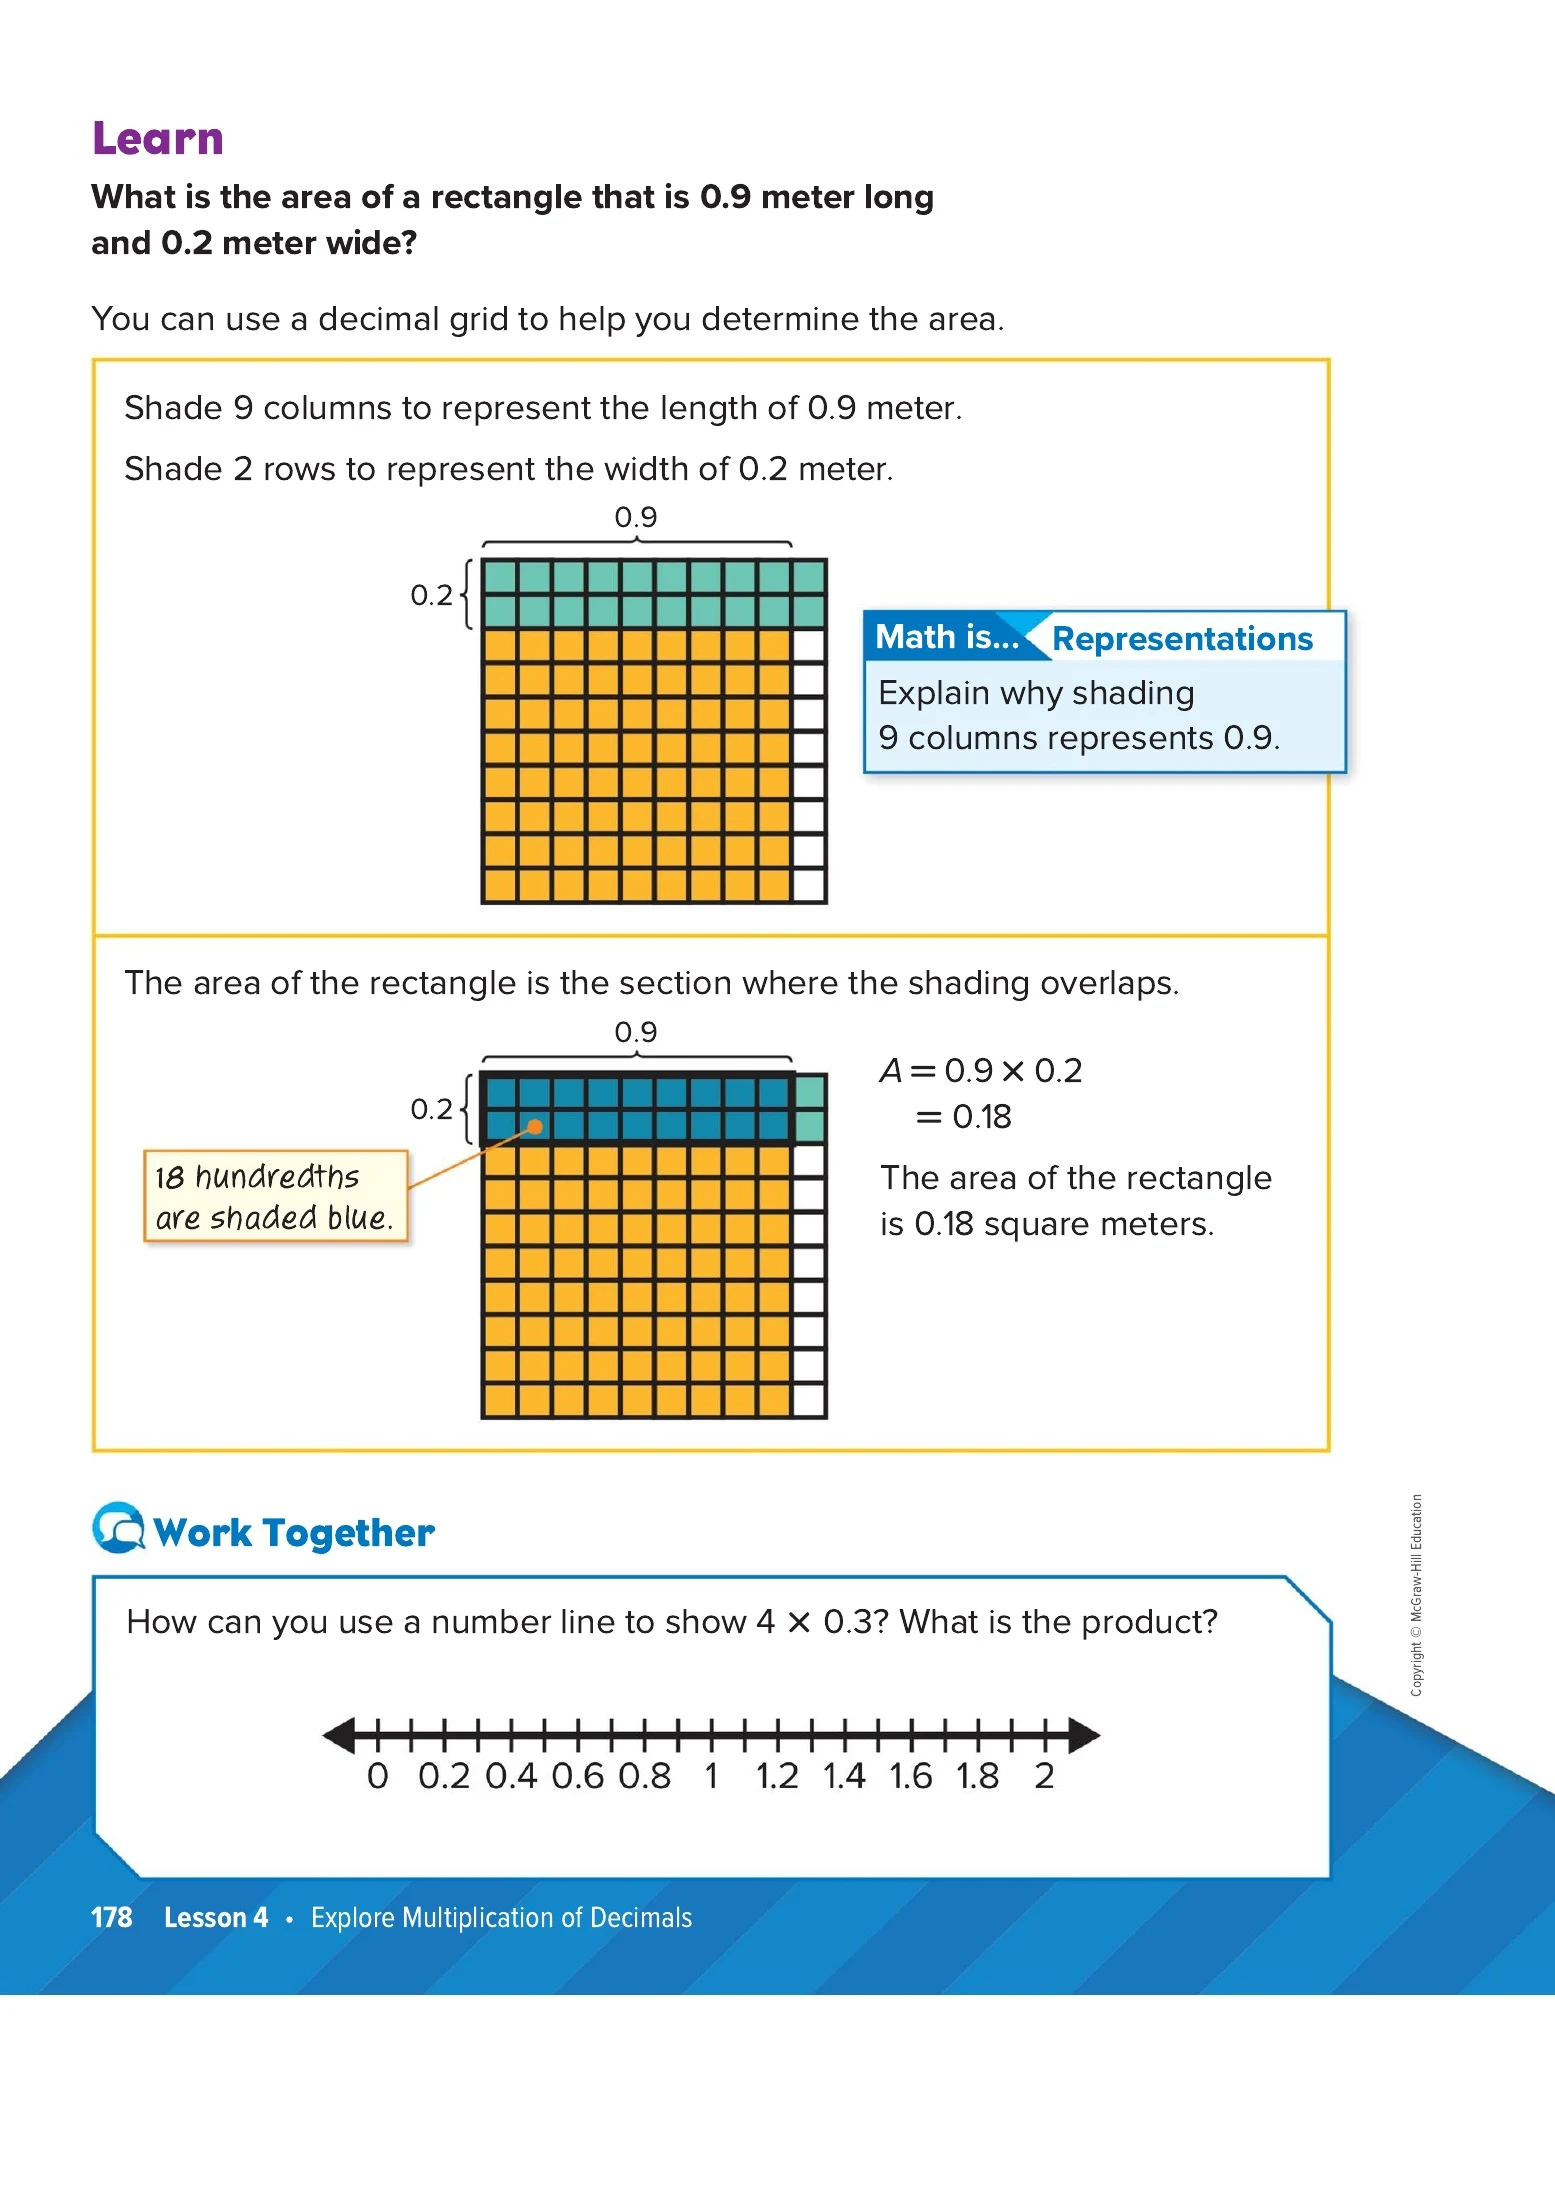 Learn
What is the area of a rectangle that is 0.9 meter long
and 0.2 meter wide?
You can use a decimal grid to help you determine the area.
Shade 9 columns to represent the length of 0.9 meter.
Shade 2 rows to represent the width of 0.2 meter.
0.9
0.2
Math is... Representations
Explain why shading
9 columns represents 0.9.
The area of the rectangle is the section where the shading overlaps.
0.9
0.2
18 hundredths
are shaded blue.
A = 0.9 × 0.2
= 0.18
The area of the rectangle
is 0.18 square meters.
Work Together
How can you use a number line to show 4 × 0.3? What is the product?
0 0.2 0.4 0.6 0.8 1 1.2 1.4 1.6 1.8 2
178 Lesson 4 • Explore Multiplication of Decimals
Copyright © McGraw-Hill Education